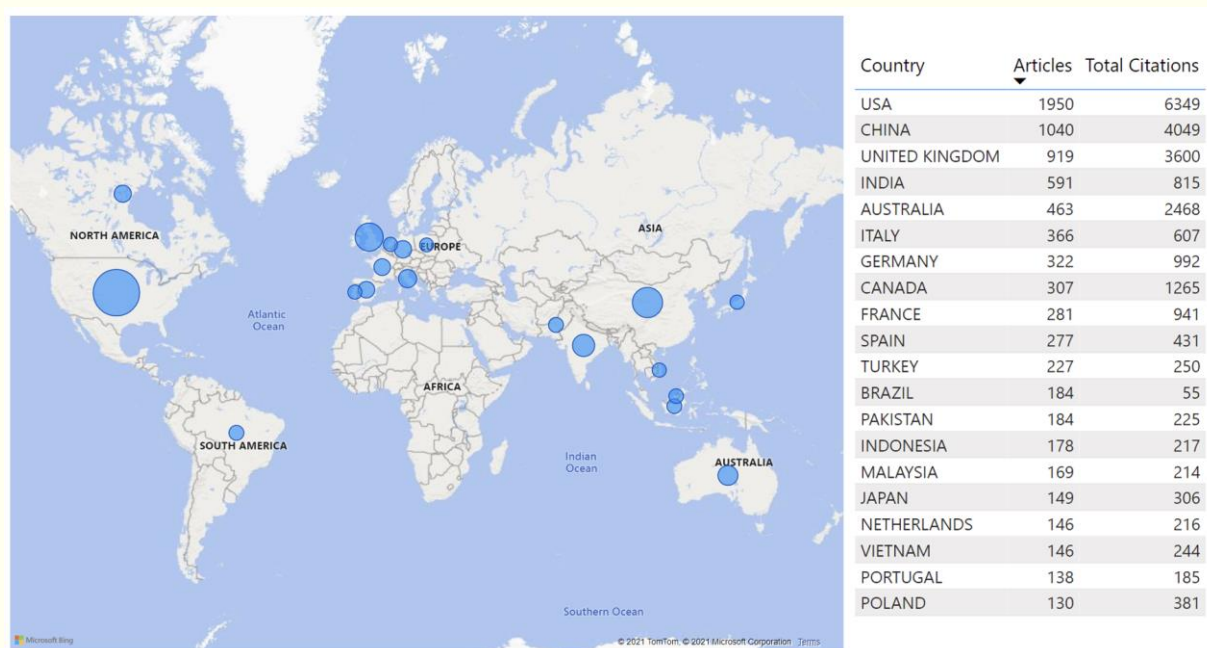 NORTH AMERICA
EUROPE
ASIA
Atlantic
Ocean
AFRICA
SOUTH AMERICA
Indian
Ocean
AUSTRALIA
Southern Ocean
Microsoft Bing
© 2021 TomTom, © 2021 Microsoft Corporation Terms
Country Articles Total Citations
USA 1950 6349
CHINA 1040 4049
UNITED KINGDOM 919 3600
INDIA 591 815
AUSTRALIA 463 2468
ITALY 366 607
GERMANY 322 992
CANADA 307 1265
FRANCE 281 941
SPAIN 277 431
TURKEY 227 250
BRAZIL 184 55
PAKISTAN 184 225
INDONESIA 178 217
MALAYSIA 169 214
JAPAN 149 306
NETHERLANDS 146 216
VIETNAM 146 244
PORTUGAL 138 185
POLAND 130 381